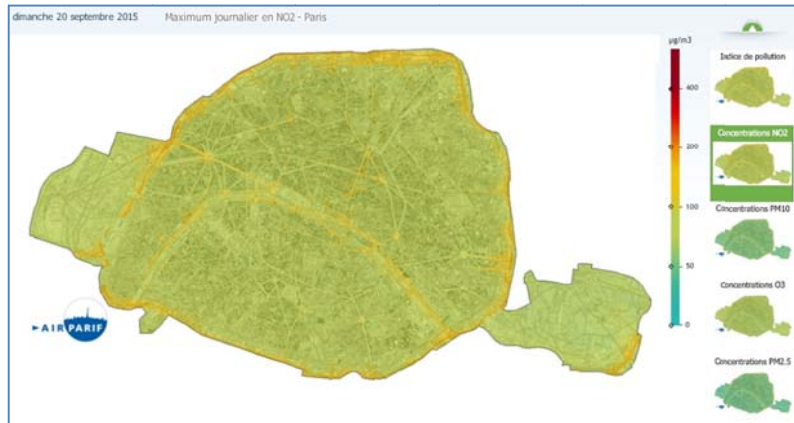 dimanche 20 septembre 2015
Maximum journalier en NO2 - Paris
µg/m3
400
200
100
50
0
Indice de pollution
Concentrations NO2
Concentrations PM10
Concentrations O3
Concentrations PM2.5
AIRPARIF